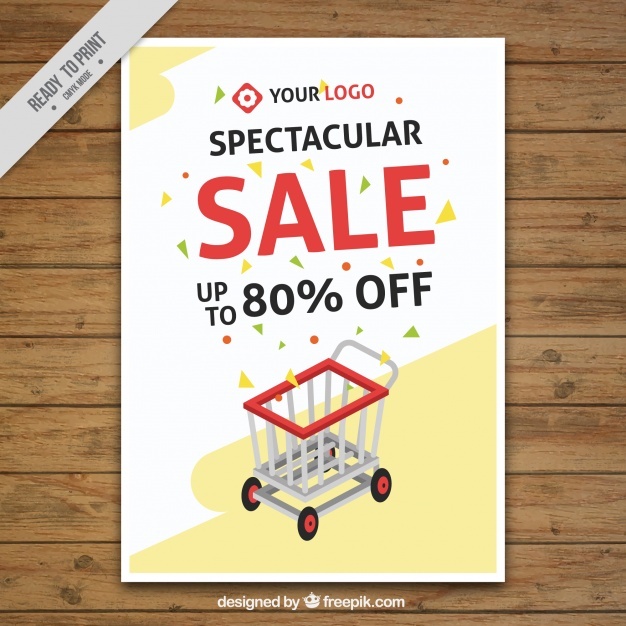 READY TO PRINT
CMYK MODE
YOUR LOGO
SPECTACULAR
SALE
UP TO 80% OFF
designed by freepik.com